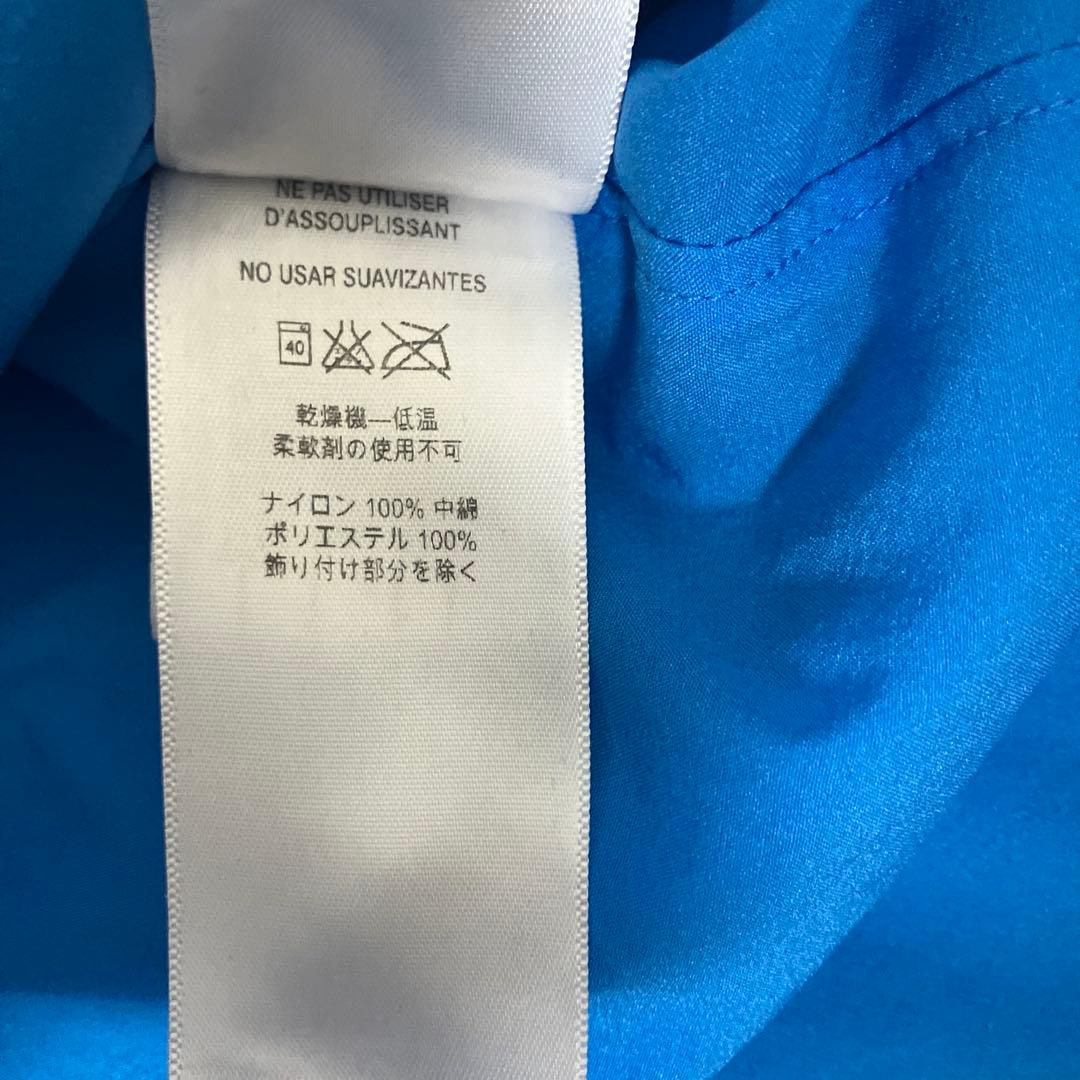 NE PAS UTILISER
D'ASSOUPLISSANT
NO USAR SUAVIZANTES
40
乾燥機—低温
柔軟剤の使用不可
ナイロン 100% 中綿
ポリエステル 100%
飾り付け部分を除く